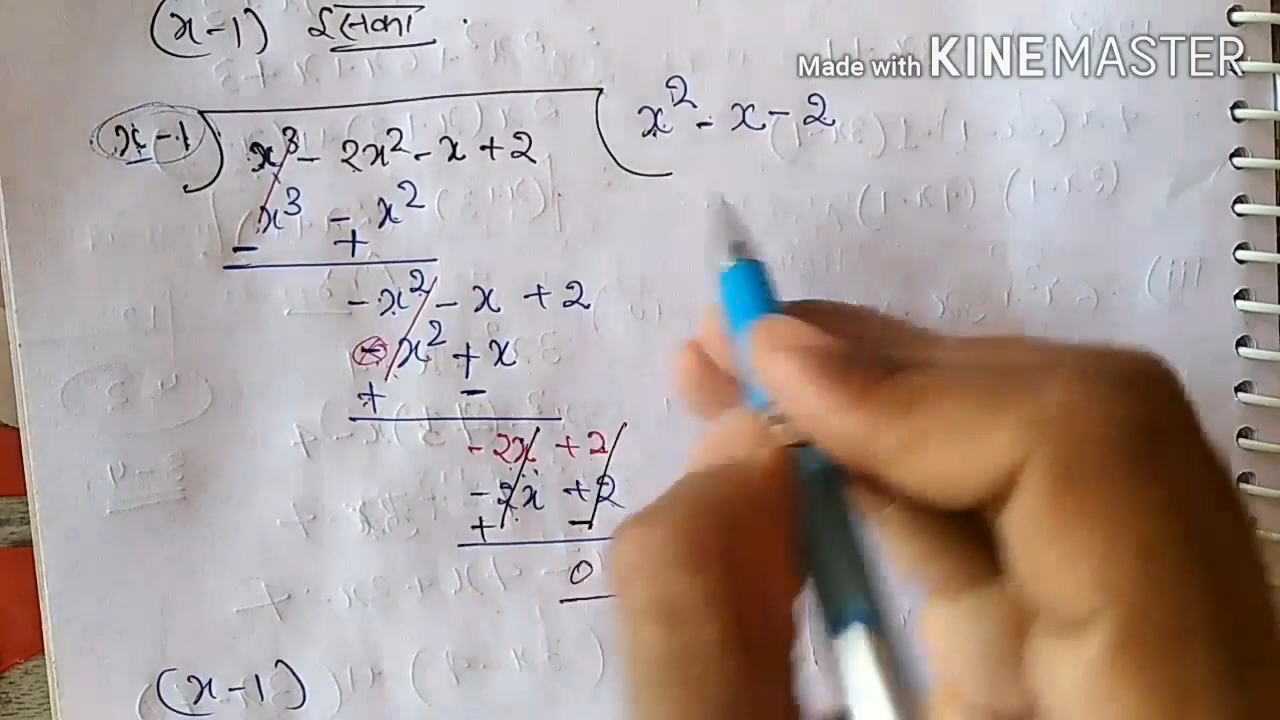 (x-1)
Made with KINEMASTER
x-1) x³ - 2x² - x + 2 ( x² - x - 2
x³ - x²
- +
- x² - x + 2
- x² + x
+ -
- 2x + 2
- 2x + 2
+ -
0
(x-1)